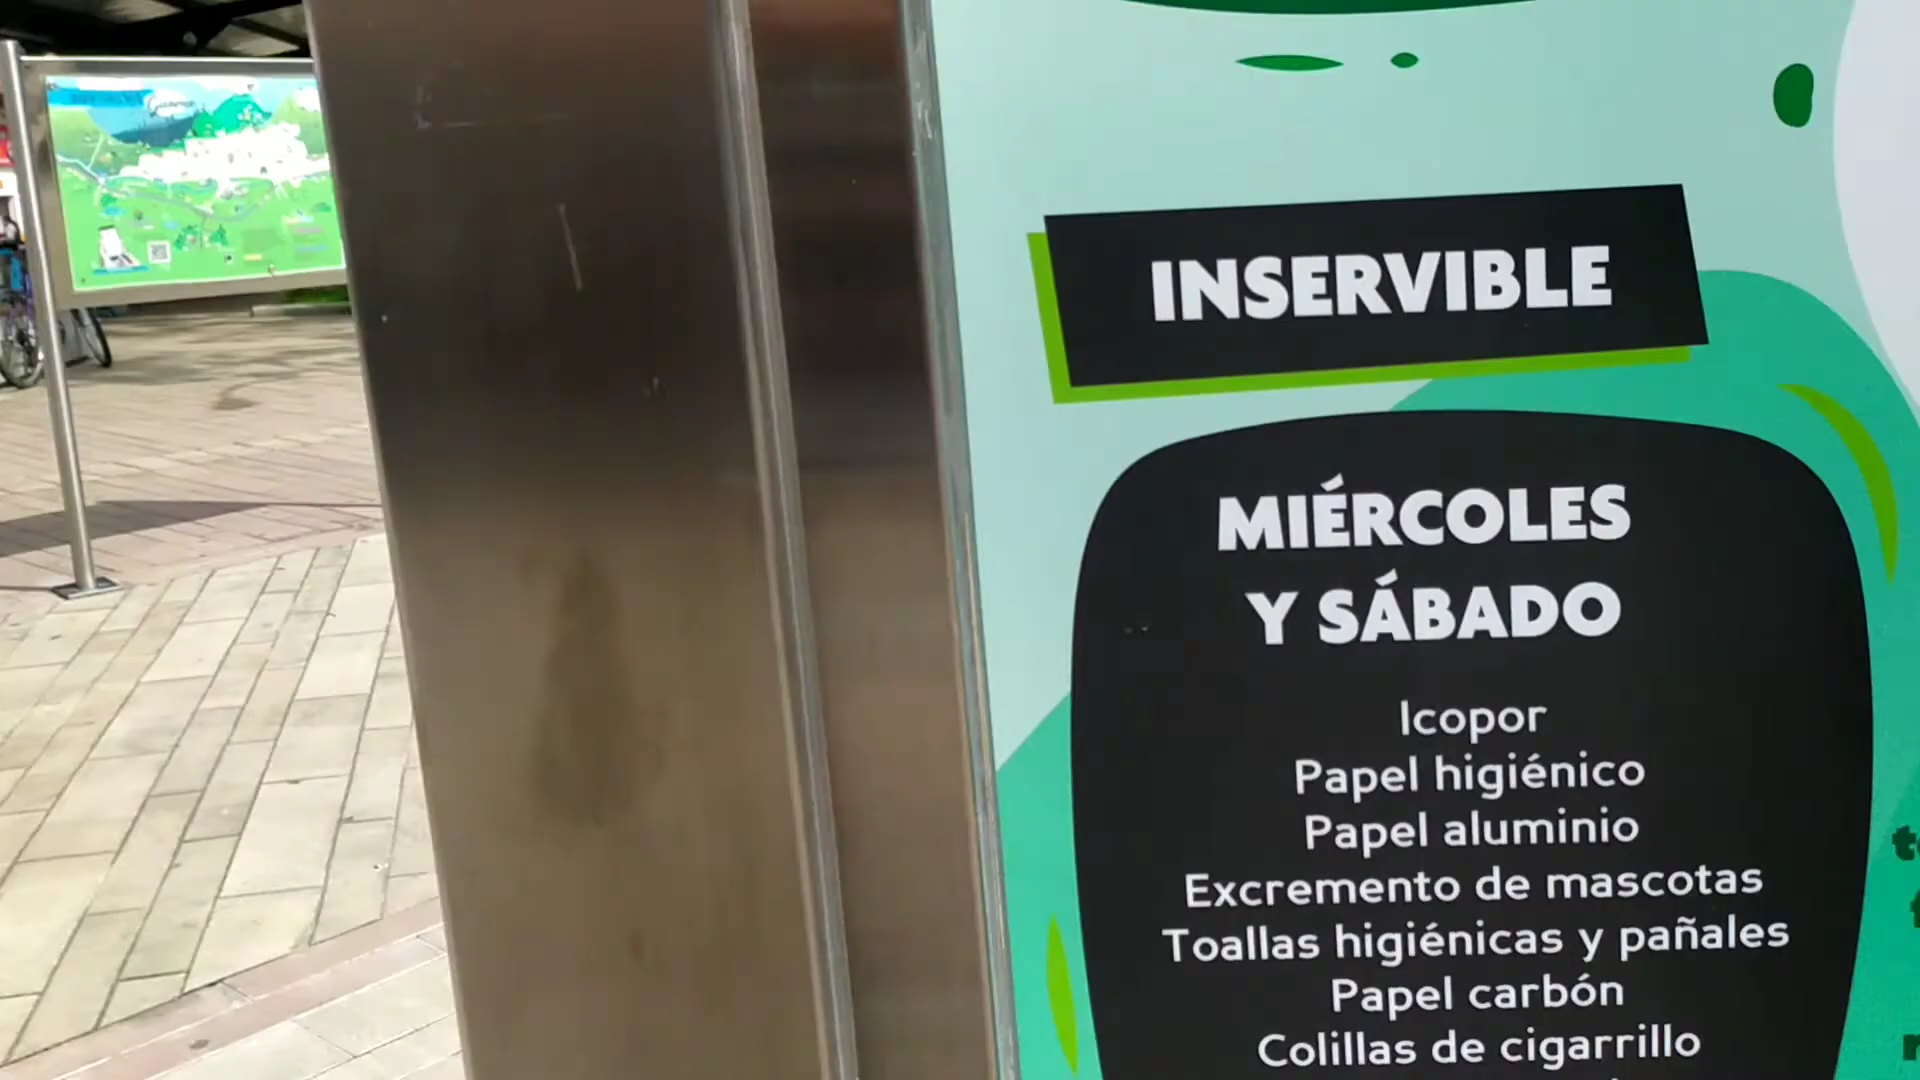 INSERVIBLE
MIÉRCOLES
Y SÁBADO
Icopor
Papel higiénico
Papel aluminio
Excremento de mascotas
Toallas higiénicas y pañales
Papel carbón
Colillas de cigarrillo